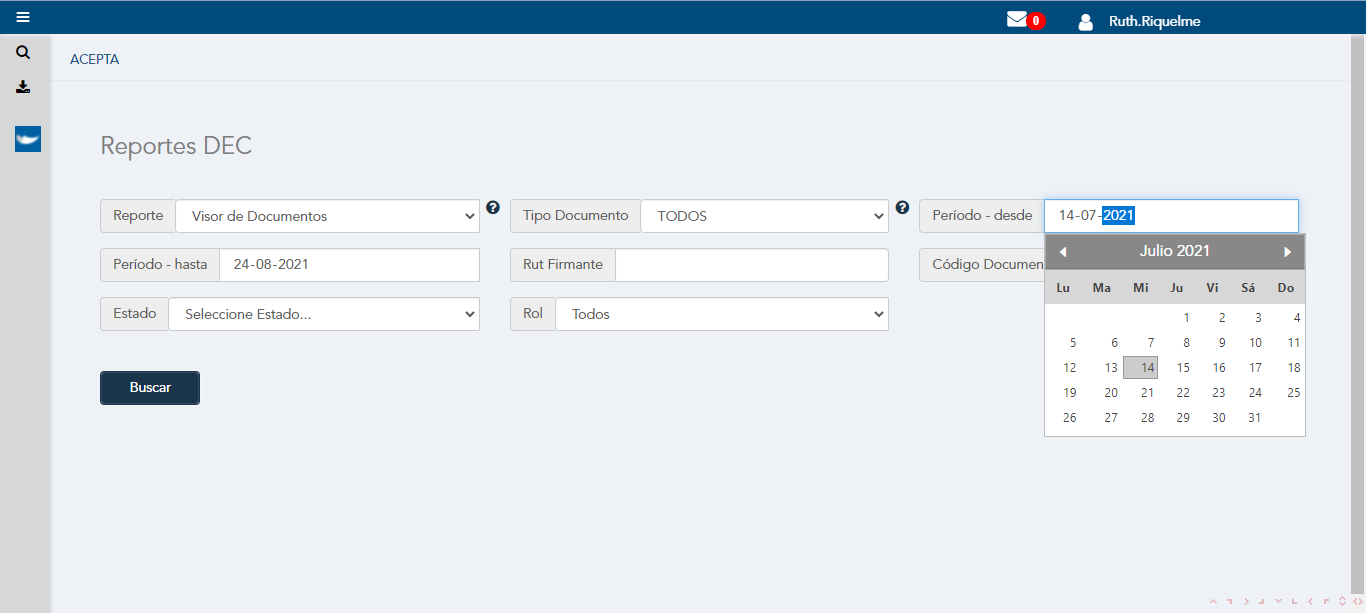 0 Ruth.Riquelme
ACEPTA
Reportes DEC
Reporte Visor de Documentos Tipo Documento TODOS Período - desde 14-07-2021
Período - hasta 24-08-2021 Rut Firmante Código Documen
Estado Seleccione Estado... Rol Todos
Buscar
Julio 2021
Lu Ma Mi Ju Vi Sá Do
1 2 3 4
5 6 7 8 9 10 11
12 13 14 15 16 17 18
19 20 21 22 23 24 25
26 27 28 29 30 31